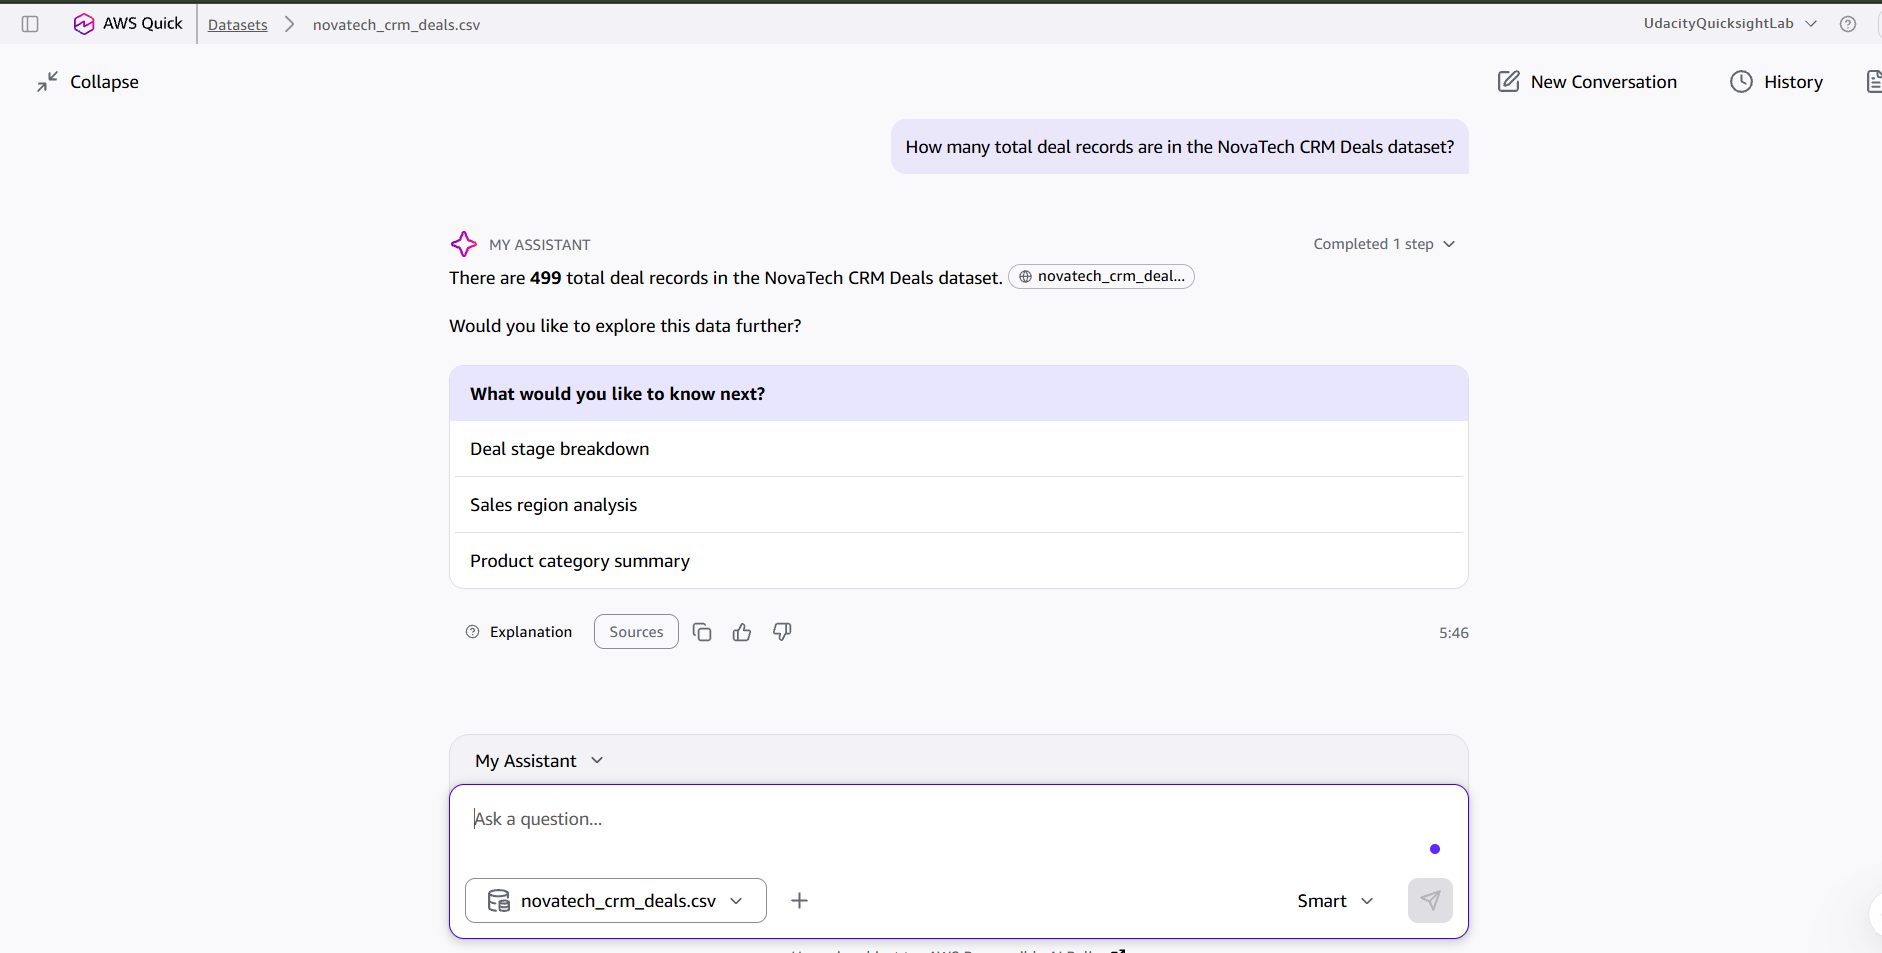 AWS Quick
Datasets
novatech_crm_deals.csv
UdacityQuicksightLab
Collapse
New Conversation
History
How many total deal records are in the NovaTech CRM Deals dataset?
MY ASSISTANT
Completed 1 step
There are 499 total deal records in the NovaTech CRM Deals dataset. novatech_crm_deal...
Would you like to explore this data further?
What would you like to know next?
Deal stage breakdown
Sales region analysis
Product category summary
Explanation
Sources
5:46
My Assistant
Ask a question...
novatech_crm_deals.csv
Smart